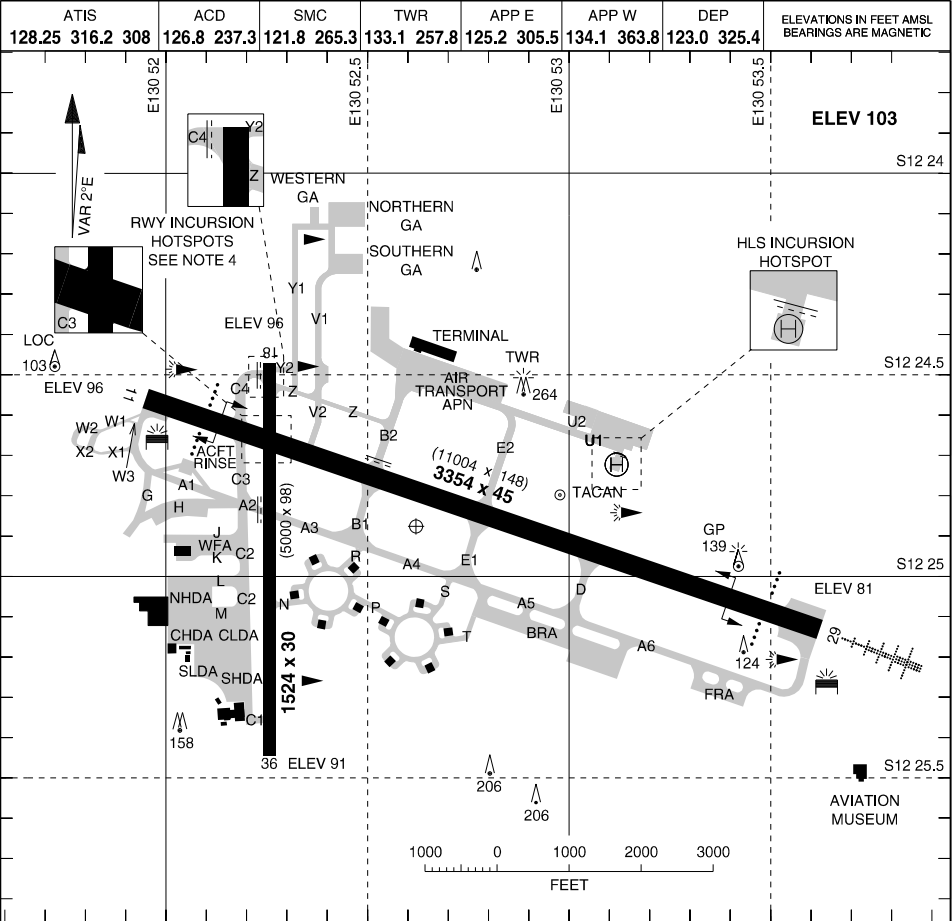 ATIS
128.25 316.2 308
ACD
126.8 237.3
SMC
121.8 265.3
TWR
133.1 257.8
APP E
125.2 305.5
APP W
134.1 363.8
DEP
123.0 325.4
ELEVATIONS IN FEET AMSL
BEARINGS ARE MAGNETIC
E130 52
E130 52.5
E130 53
E130 53.5
ELEV 103
S12 24
VAR 2°E
C4
Y2
Z
WESTERN
GA
RWY INCURSION
HOTSPOTS
SEE NOTE 4
NORTHERN
GA
SOUTHERN
GA
HLS INCURSION
HOTSPOT
H
C3
Y1
V1
ELEV 96
LOC
103
TERMINAL
18
Y2
TWR
264
S12 24.5
ELEV 96
C4
Z
AIR
TRANSPORT
APN
11
V2
Z
W1
W2
U2
U1
B2
E2
X2
X1
ACFT
RINSE
W3
C3
(11004 x 148)
3354 x 45
H
TACAN
A1
G
H
A2
(5000 x 98)
A3
B1
GP
139
J
WFA
K
C2
R
A4
E1
S12 25
ELEV 81
L
NHDA
C2
M
N
P
S
A5
D
CHDA
CLDA
T
BRA
A6
29
SLDA
SHDA
1524 x 30
124
FRA
C1
158
36
ELEV 91
S12 25.5
206
206
AVIATION
MUSEUM
1000 0 1000 2000 3000
FEET